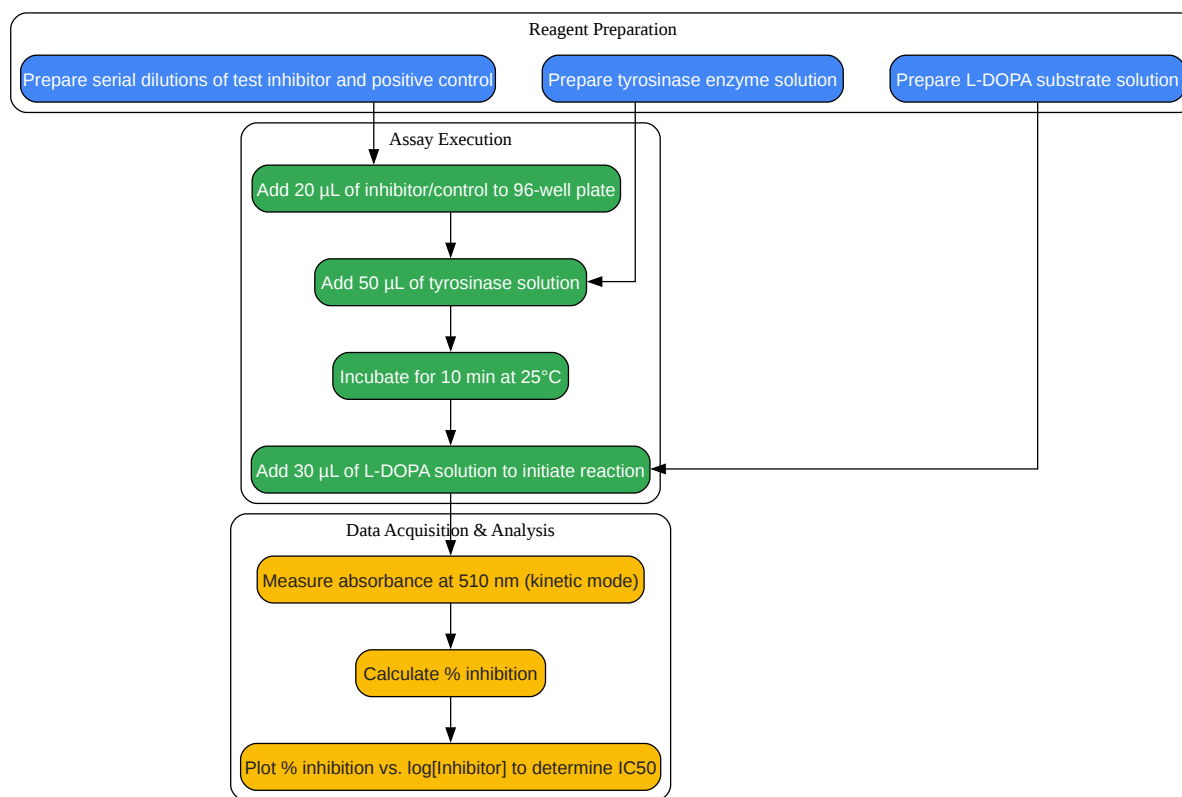 Reagent Preparation
Prepare serial dilutions of test inhibitor and positive control
Prepare tyrosinase enzyme solution
Prepare L-DOPA substrate solution
Assay Execution
Add 20 µL of inhibitor/control to 96-well plate
Add 50 µL of tyrosinase solution
Incubate for 10 min at 25°C
Add 30 µL of L-DOPA solution to initiate reaction
Data Acquisition & Analysis
Measure absorbance at 510 nm (kinetic mode)
Calculate % inhibition
Plot % inhibition vs. log[Inhibitor] to determine IC50